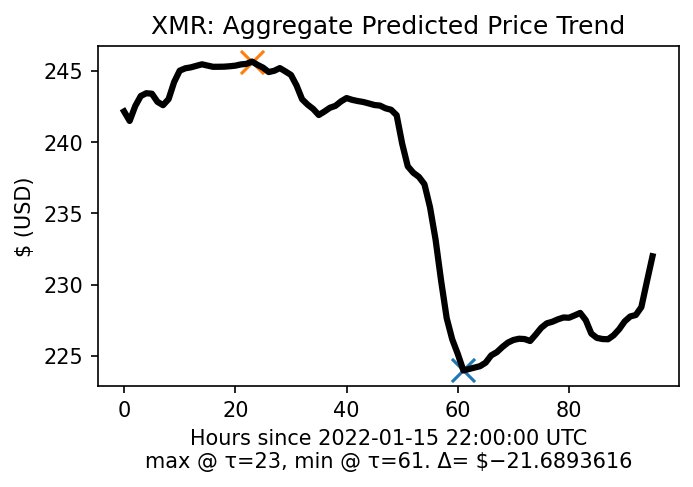 XMR: Aggregate Predicted Price Trend
$ (USD)
245
240
235
230
225
0 20 40 60 80
Hours since 2022-01-15 22:00:00 UTC
max @ τ=23, min @ τ=61. Δ= $−21.6893616